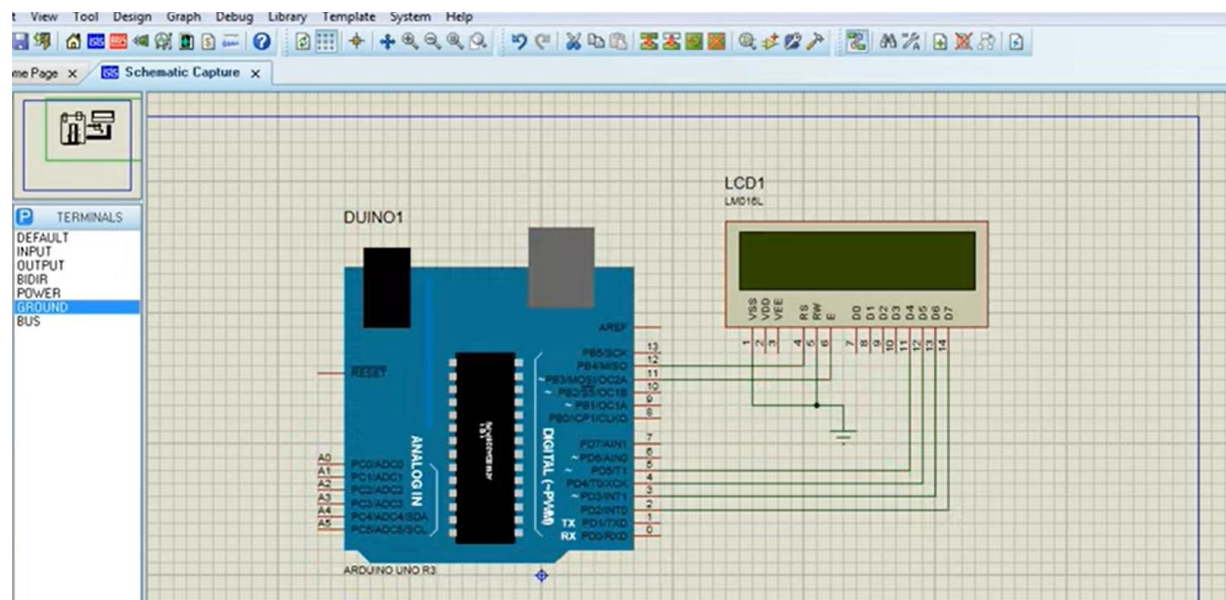 t View Tool Design Graph Debug Library Template System Help
me Page x Schematic Capture x
TERMINALS
DEFAULT
INPUT
OUTPUT
BIDIR
POWER
GROUND
BUS
DUINO1
LCD1
LM016L
VSS VDD VEE RS RW E D0 D1 D2 D3 D4 D5 D6 D7
1 2 3 4 5 6 7 8 9 10 11 12 13 14
AREF
RESET
PB5/SCK 13
PB4/MISO 12
~PB3/MOSI/OC2A 11
~ PB2/SS/OC1B 10
~ PB1/OC1A 9
PB0/ICP1/CLKO 8
PD7/AIN1 7
~ PD6/AIN0 6
~ PD5/T1 5
PD4/T0/XCK 4
~ PD3/INT1 3
PD2/INT0 2
TX PD1/TXD 1
RX PD0/RXD 0
DIGITAL (~PWM)
ANALOG IN
A0 PC0/ADC0
A1 PC1/ADC1
A2 PC2/ADC2
A3 PC3/ADC3
A4 PC4/ADC4/SDA
A5 PC5/ADC5/SCL
ARDUINO UNO R3